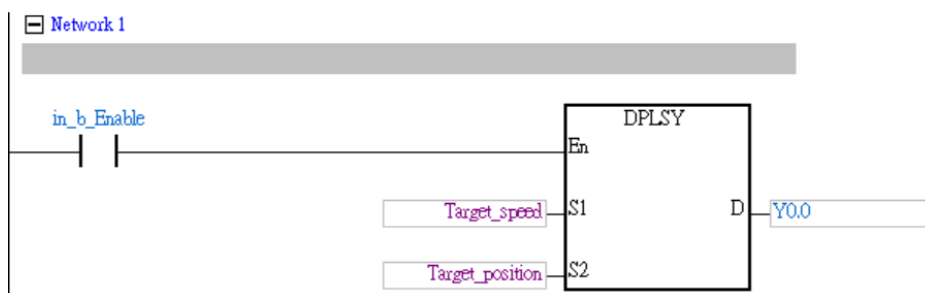 Network 1
in_b_Enable
DPLSY
En
Target_speed S1 D Y0.0
Target_position S2